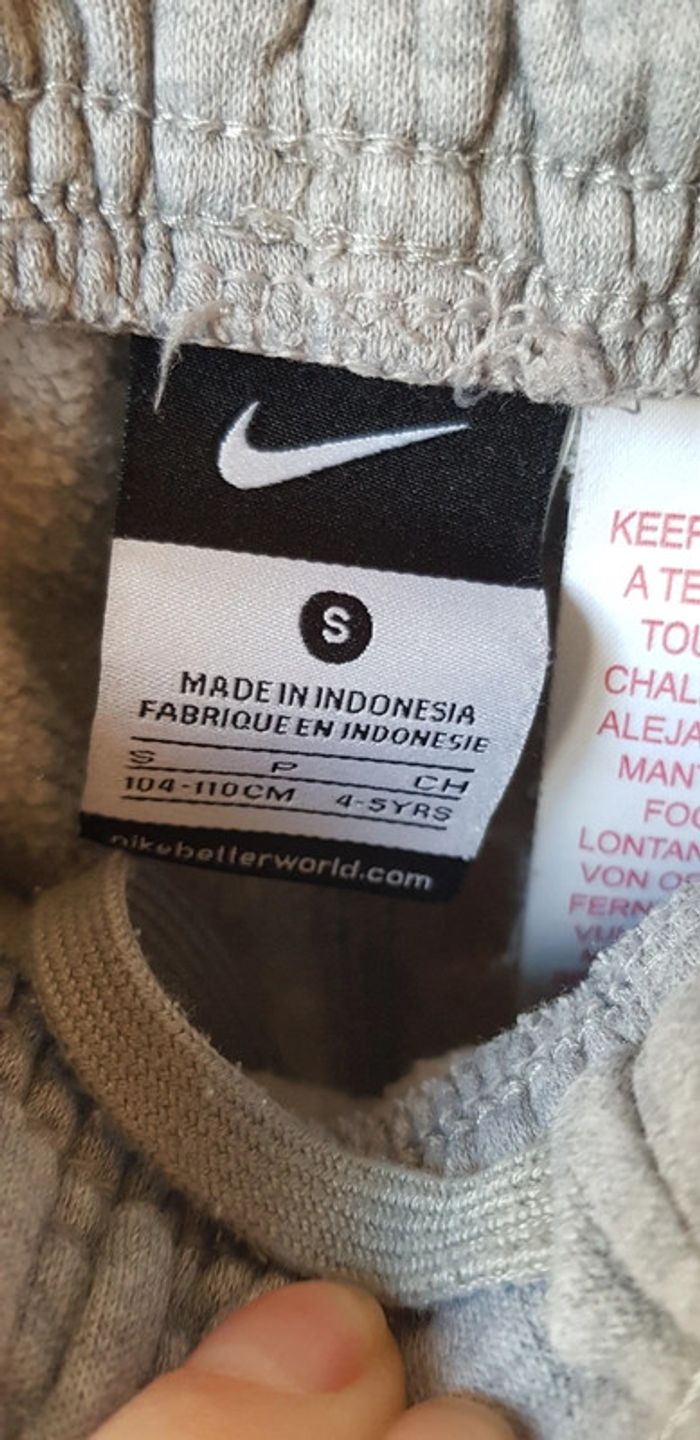 S
MADE IN INDONESIA
FABRIQUE EN INDONESIE
S P CH
104-110CM 4-5YRS
nikebetterworld.com
KEEP
A TE
TOU
CHAL
ALEJA
MANT
FOC
LONTAN
VON OS
FERN